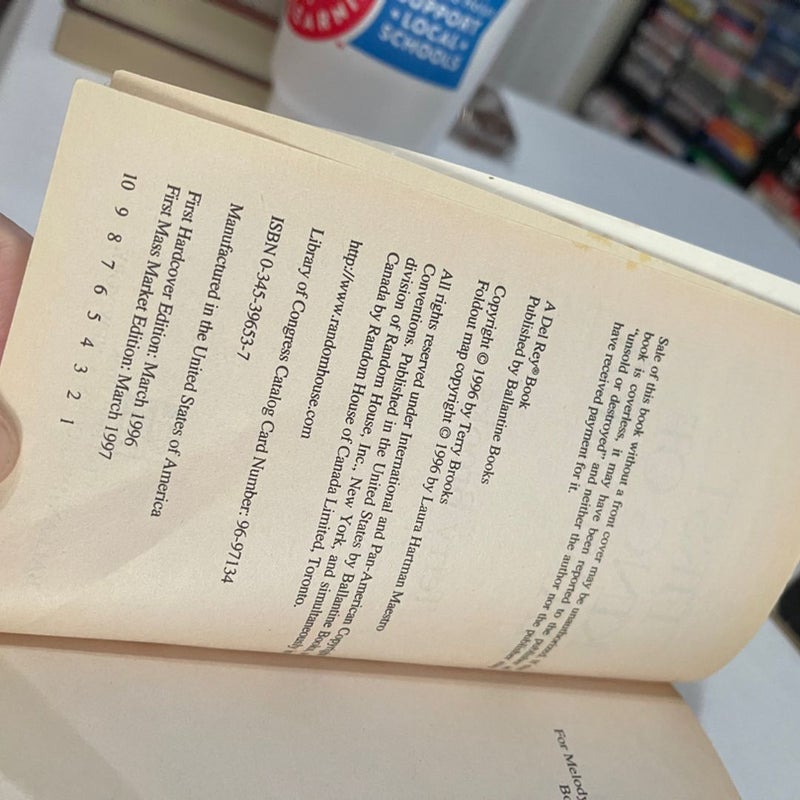 SUPPORT
• LOCAL •
SCHOOLS
Sale of this book without a front cover may be unauthorized. If
book is coverless, it may have been reported to the
"unsold or destroyed" and neither the author nor the publisher
have received payment for it.
A Del Rey® Book
Published by Ballantine Books
Copyright © 1996 by Terry Brooks
Foldout map copyright © 1996 by Laura Hartman Maestro
All rights reserved under International and Pan-American
Conventions. Published in the United States by Ballantine
division of Random House, Inc., New York, and simultaneously
Canada by Random House of Canada Limited, Toronto.
http://www.randomhouse.com
Library of Congress Catalog Card Number: 96-97134
ISBN 0-345-39653-7
Manufactured in the United States of America
First Hardcover Edition: March 1996
First Mass Market Edition: March 1997
10 9 8 7 6 5 4 3 2 1
For Melody